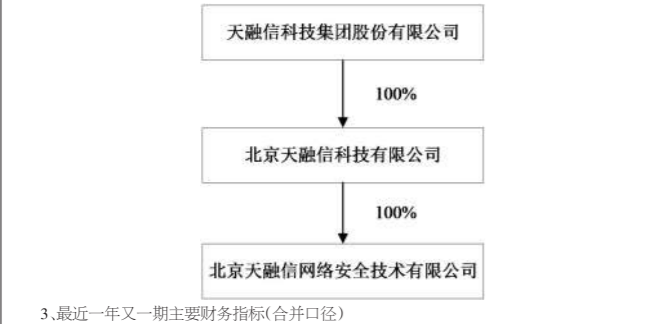 天融信科技集团股份有限公司
100%
北京天融信科技有限公司
100%
北京天融信网络安全技术有限公司
3、最近一年又一期主要财务指标(合并口径)